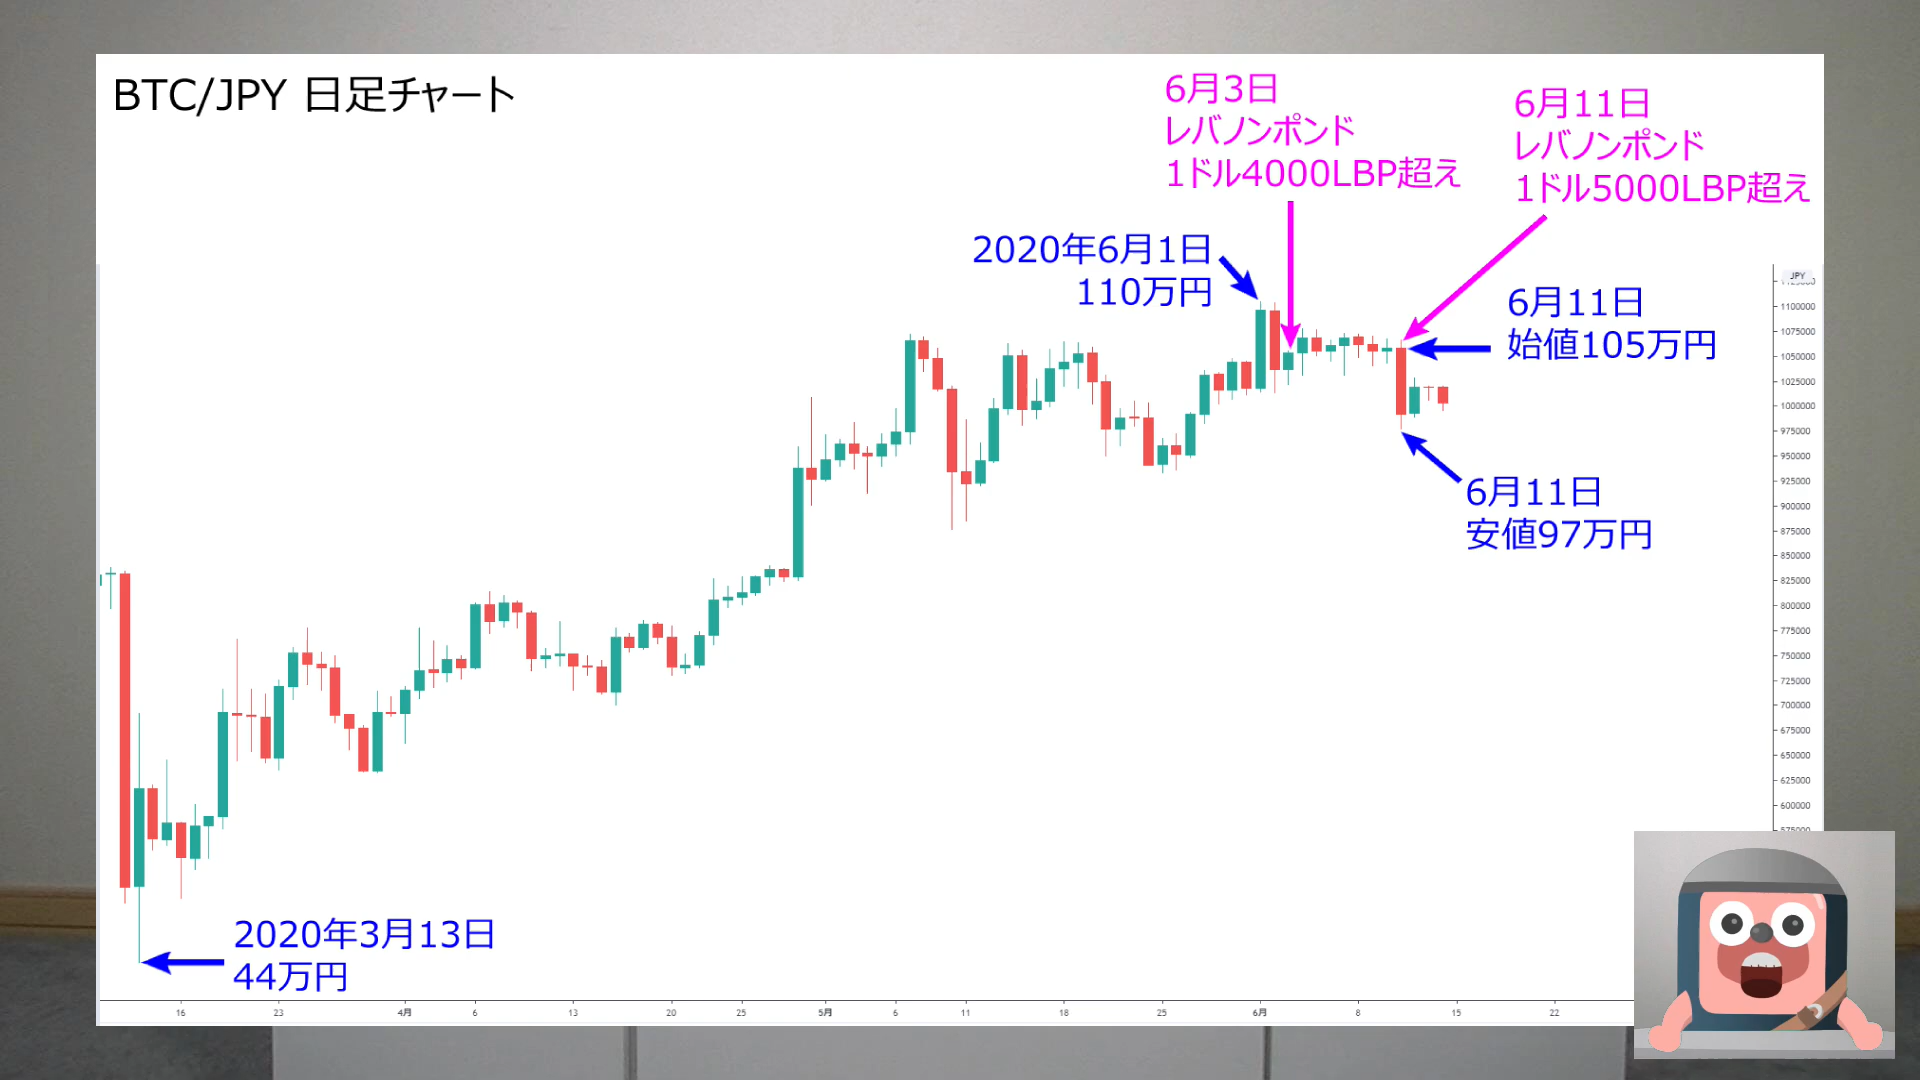 BTC/JPY 日足チャート
6月3日
レバノンポンド
1ドル4000LBP超え
6月11日
レバノンポンド
1ドル5000LBP超え
2020年6月1日
110万円
6月11日
始値105万円
6月11日
安値97万円
2020年3月13日
44万円
JPY
1125000
1100000
1075000
1050000
1025000
1000000
975000
950000
925000
900000
875000
850000
825000
800000
775000
750000
725000
700000
675000
650000
625000
600000
575000
16 23 4月 6 13 20 25 5月 6 11 18 25 6月 8 15 22